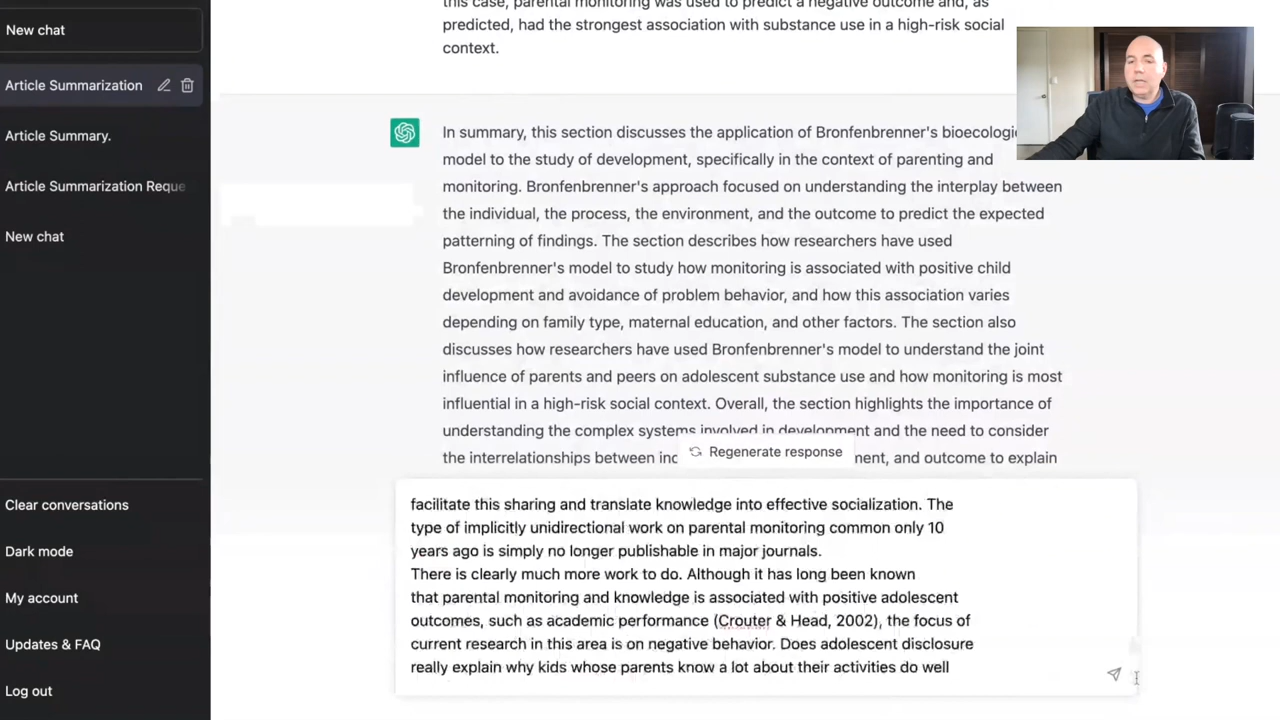 New chat
Article Summarization
Article Summary.
Article Summarization Reque
New chat
Clear conversations
Dark mode
My account
Updates & FAQ
Log out
this case, parental monitoring was used to predict a negative outcome and, as
predicted, had the strongest association with substance use in a high-risk social
context.
In summary, this section discusses the application of Bronfenbrenner's bioecologic
model to the study of development, specifically in the context of parenting and
monitoring. Bronfenbrenner's approach focused on understanding the interplay between
the individual, the process, the environment, and the outcome to predict the expected
patterning of findings. The section describes how researchers have used
Bronfenbrenner's model to study how monitoring is associated with positive child
development and avoidance of problem behavior, and how this association varies
depending on family type, maternal education, and other factors. The section also
discusses how researchers have used Bronfenbrenner's model to understand the joint
influence of parents and peers on adolescent substance use and how monitoring is most
influential in a high-risk social context. Overall, the section highlights the importance of
understanding the complex systems involved in development and the need to consider
the interrelationships between inc ment, and outcome to explain
Regenerate response
facilitate this sharing and translate knowledge into effective socialization. The
type of implicitly unidirectional work on parental monitoring common only 10
years ago is simply no longer publishable in major journals.
There is clearly much more work to do. Although it has long been known
that parental monitoring and knowledge is associated with positive adolescent
outcomes, such as academic performance (Crouter & Head, 2002), the focus of
current research in this area is on negative behavior. Does adolescent disclosure
really explain why kids whose parents know a lot about their activities do well